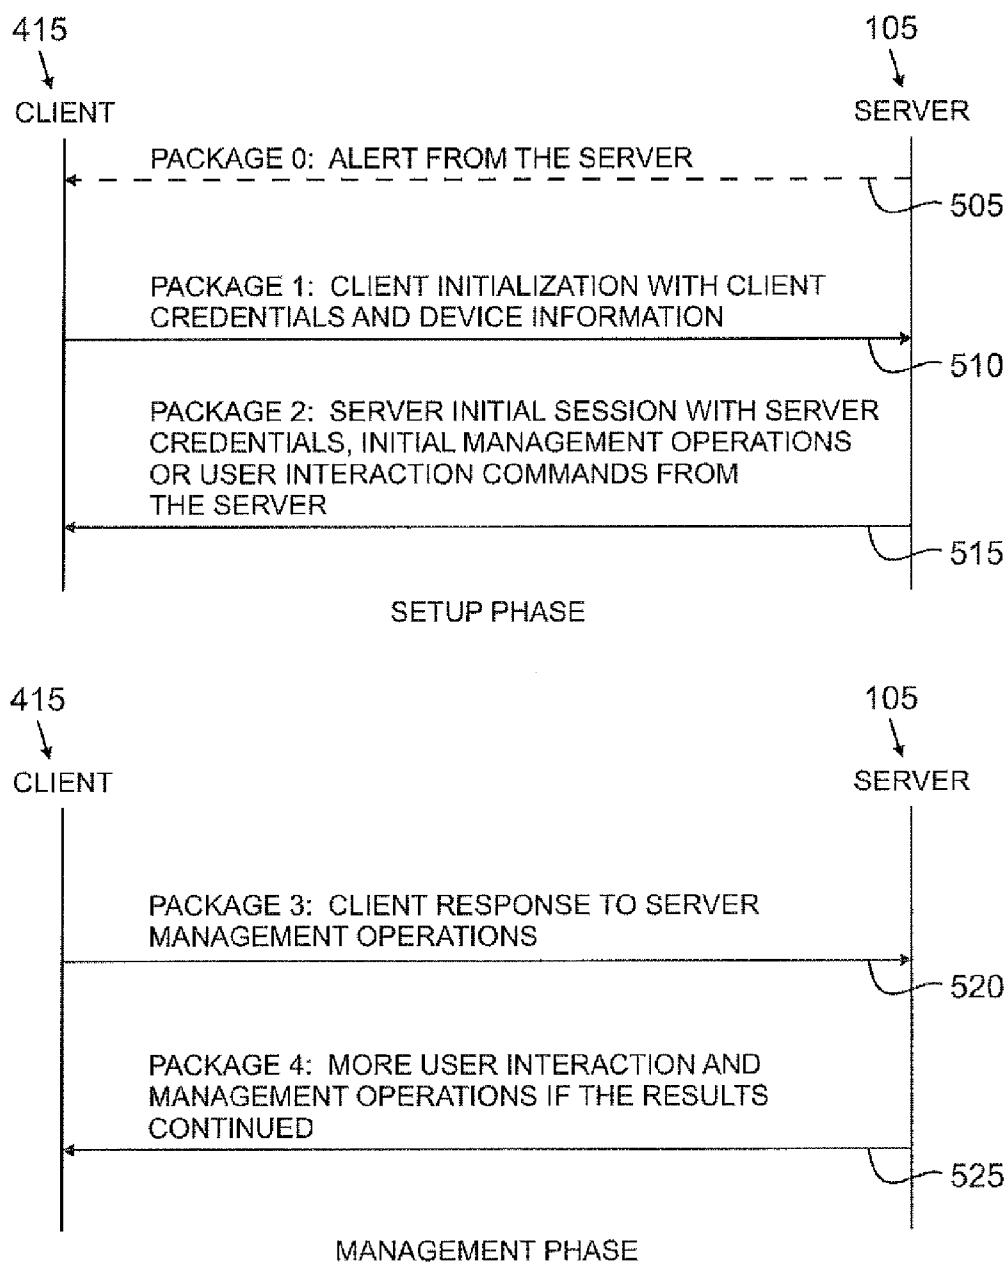 415
105
CLIENT
SERVER
PACKAGE 0: ALERT FROM THE SERVER
505
PACKAGE 1: CLIENT INITIALIZATION WITH CLIENT
CREDENTIALS AND DEVICE INFORMATION
510
PACKAGE 2: SERVER INITIAL SESSION WITH SERVER
CREDENTIALS, INITIAL MANAGEMENT OPERATIONS
OR USER INTERACTION COMMANDS FROM
THE SERVER
515
SETUP PHASE
415
105
CLIENT
SERVER
PACKAGE 3: CLIENT RESPONSE TO SERVER
MANAGEMENT OPERATIONS
520
PACKAGE 4: MORE USER INTERACTION AND
MANAGEMENT OPERATIONS IF THE RESULTS
CONTINUED
525
MANAGEMENT PHASE